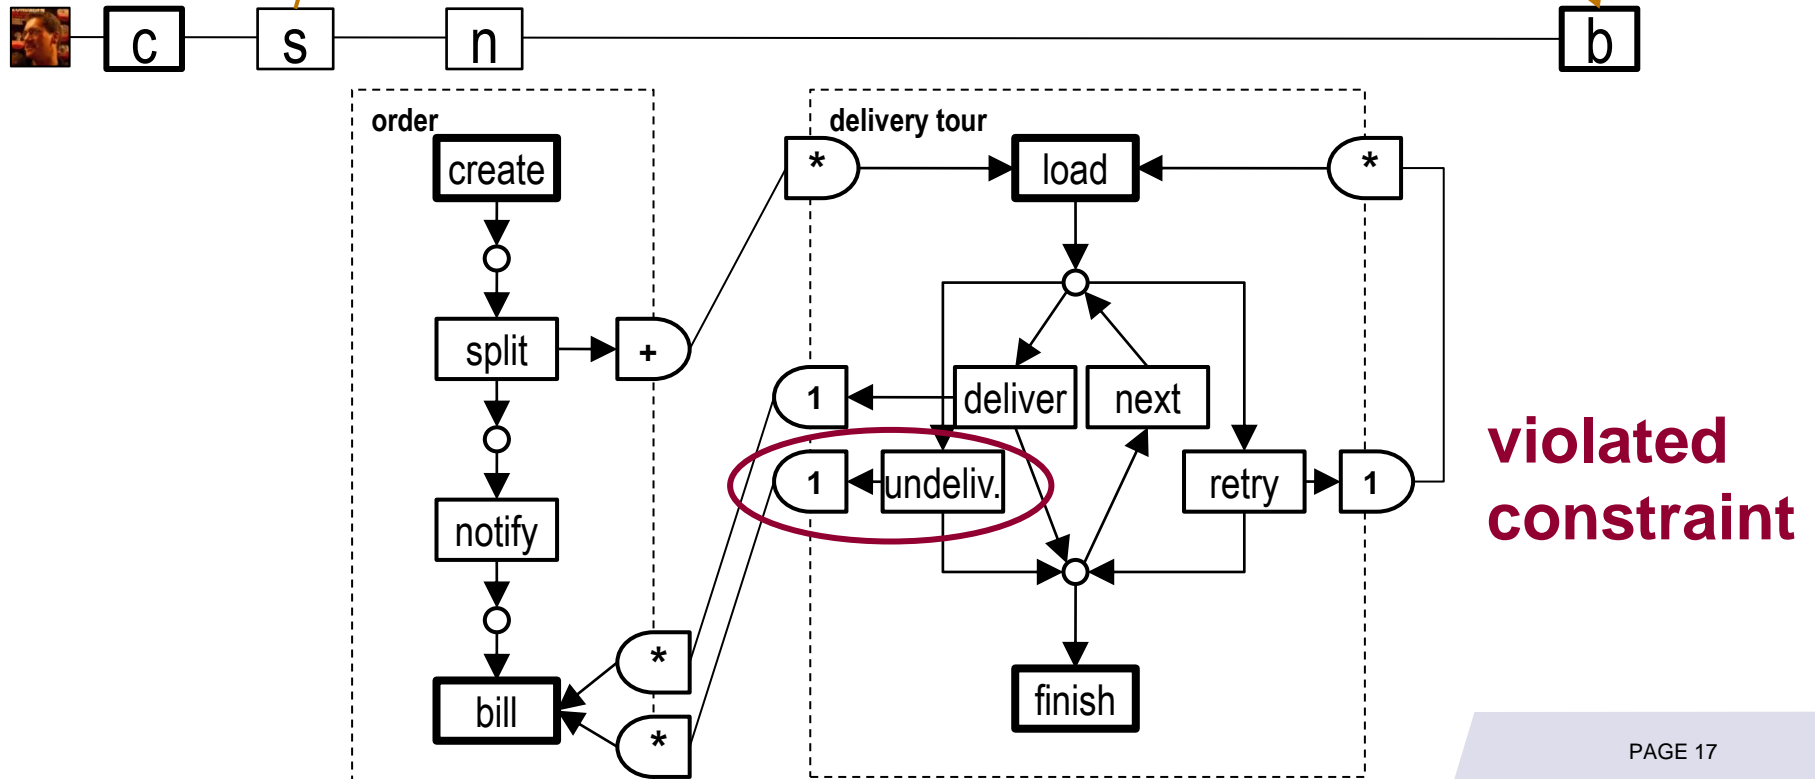 c s n b
order
delivery tour
create
* load *
split
+
1 deliver next
1 undeliv. retry 1
violated
constraint
notify
*
bill
finish
*
PAGE 17